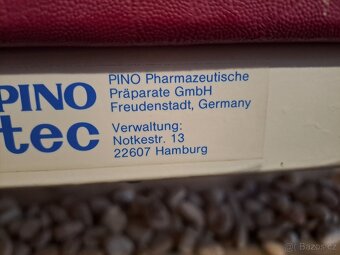 PINO
tec
PINO Pharmazeutische
Präparate GmbH
Freudenstadt, Germany
Verwaltung:
Notkestr. 13
22607 Hamburg